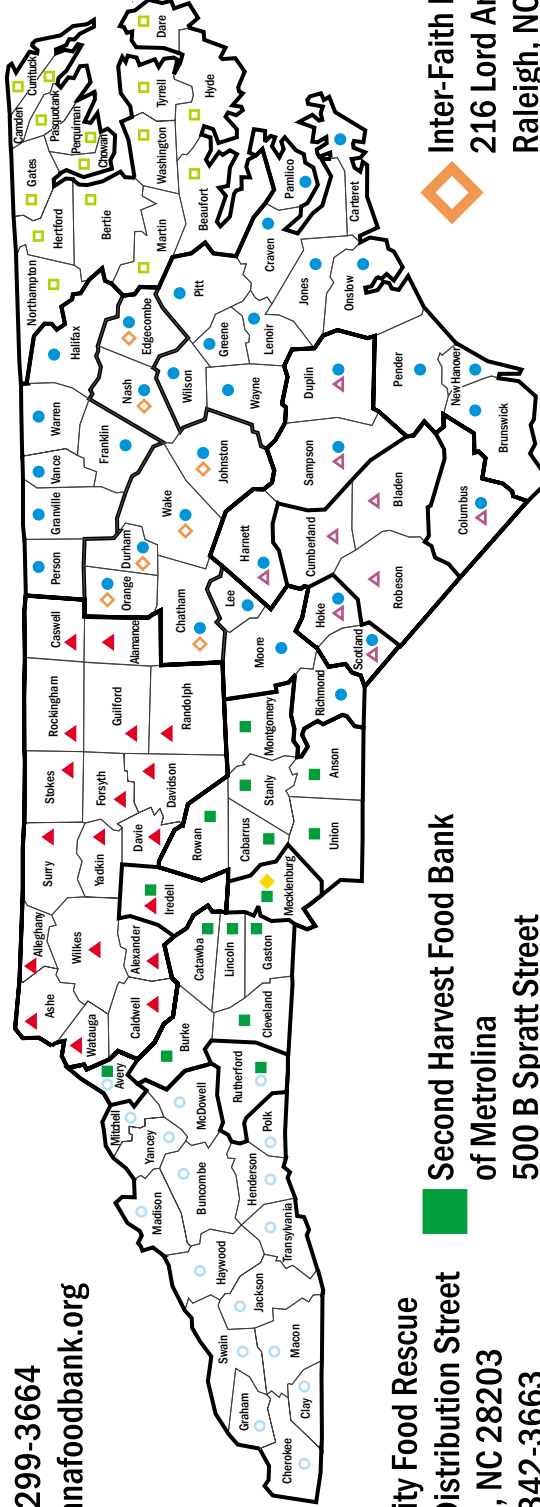 299-3664
nafoodbank.org
Cherokee
Graham
Clay
Swain
Macon
Jackson
Haywood
Transylvania
Madison
Buncombe
Henderson
Yancey
Mitchell
McDowell
Polk
Avery
Rutherford
Watauga
Ashe
Alleghany
Caldwell
Burke
Cleveland
Wilkes
Alexander
Catawba
Lincoln
Gaston
Surry
Yadkin
Iredell
Davie
Rowan
Mecklenburg
Cabarrus
Union
Stokes
Forsyth
Davidson
Stanly
Anson
Rockingham
Guilford
Randolph
Montgomery
Richmond
Caswell
Alamance
Chatham
Moore
Lee
Scotland
Hoke
Person
Orange
Durham
Granville
Wake
Harnett
Cumberland
Robeson
Vance
Warren
Franklin
Johnston
Sampson
Bladen
Columbus
Halifax
Nash
Edgecombe
Wilson
Wayne
Greene
Lenoir
Duplin
Pender
New Hanover
Brunswick
Northampton
Hertford
Bertie
Martin
Pitt
Craven
Jones
Onslow
Pamlico
Carteret
Gates
Camden
Currituck
Pasquotank
Perquiman
Chowan
Washington
Tyrrell
Dare
Beaufort
Hyde
ity Food Rescue
Distribution Street
, NC 28203
342-3663
Second Harvest Food Bank
of Metrolina
500 B Spratt Street
Inter-Faith
216 Lord An
Raleigh, NC